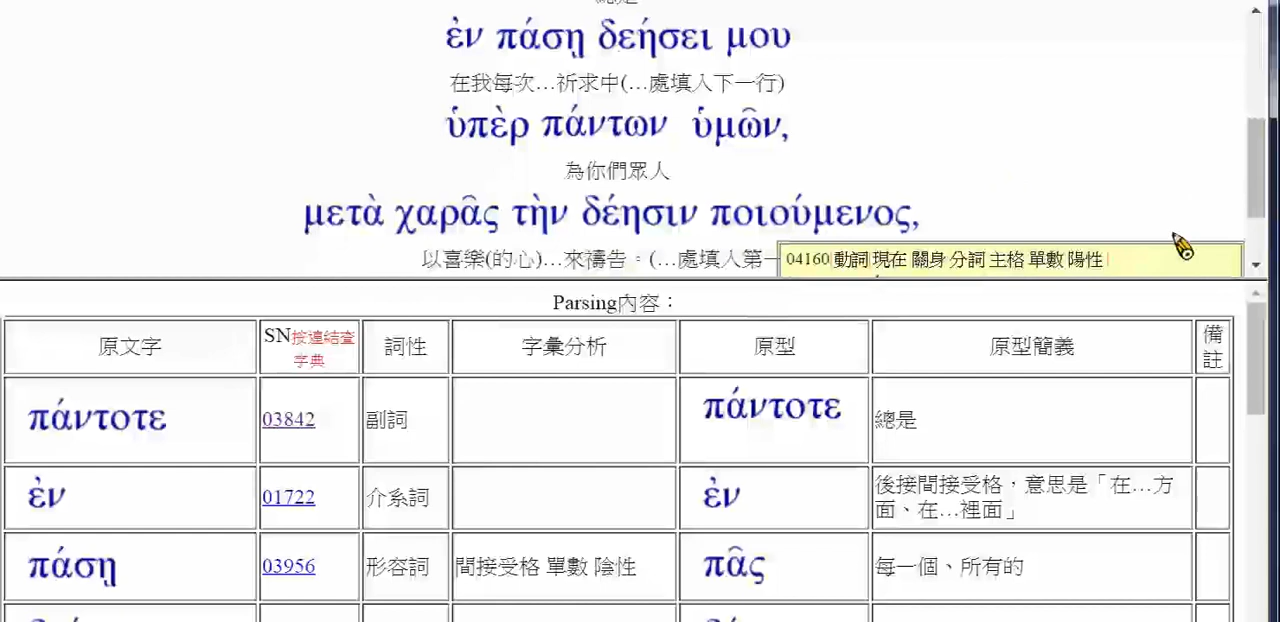 總是
ἐν πάσῃ δεήσει μου
在我每次…祈求中(…處填入下一行)
ὑπὲρ πάντων ὑμῶν,
為你們眾人
μετὰ χαρᾶς τὴν δέησιν ποιούμενος,
以喜樂(的心)…來禱告。(…處填入第一
04160 動詞 現在 關身 分詞 主格 單數 陽性
Parsing內容：
原文字 SN按連結查字典 詞性 字彙分析 原型 原型簡義 備註
πάντοτε 03842 副詞 πάντοτε 總是
ἐν 01722 介系詞 ἐν 後接間接受格，意思是「在…方面、在…裡面」
πάσῃ 03956 形容詞 間接受格 單數 陰性 πᾶς 每一個、所有的